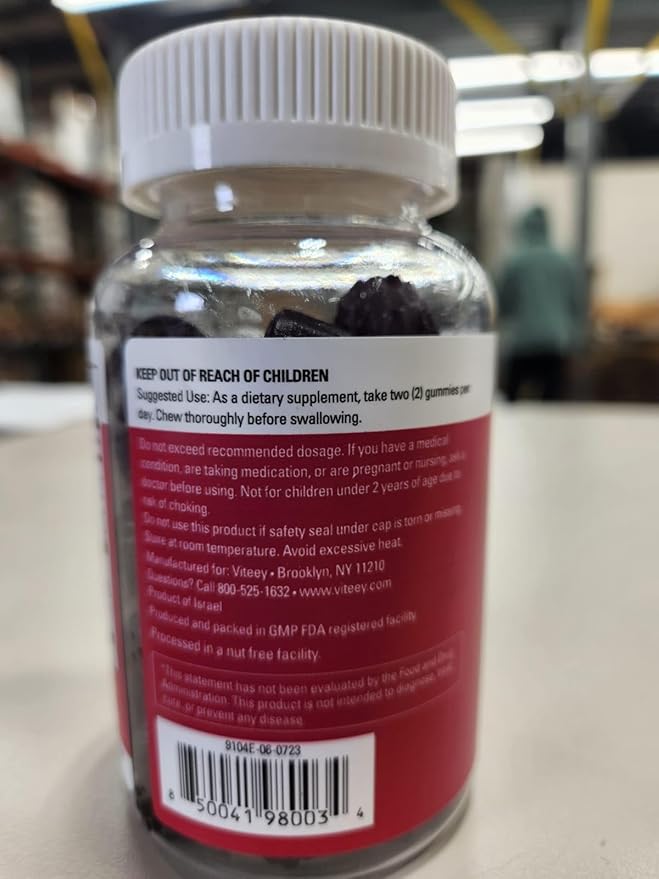 KEEP OUT OF REACH OF CHILDREN
Suggested Use: As a dietary supplement, take two (2) gummies per
day. Chew thoroughly before swallowing.
Do not exceed recommended dosage. If you have a medical
condition, are taking medication, or are pregnant or nursing, ask a
doctor before using. Not for children under 2 years of age due to
risk of choking.
Do not use this product if safety seal under cap is torn or missing.
Store at room temperature. Avoid excessive heat.
Manufactured for: Viteey • Brooklyn, NY 11210
Questions? Call 800-525-1632 • www.viteey.com
Product of Israel
Produced and packed in GMP FDA registered facility.
Processed in a nut free facility.
*This statement has not been evaluated by the Food and Drug
Administration. This product is not intended to diagnose, treat,
cure, or prevent any disease.
9104E-06-0723
8 50041 98003 4